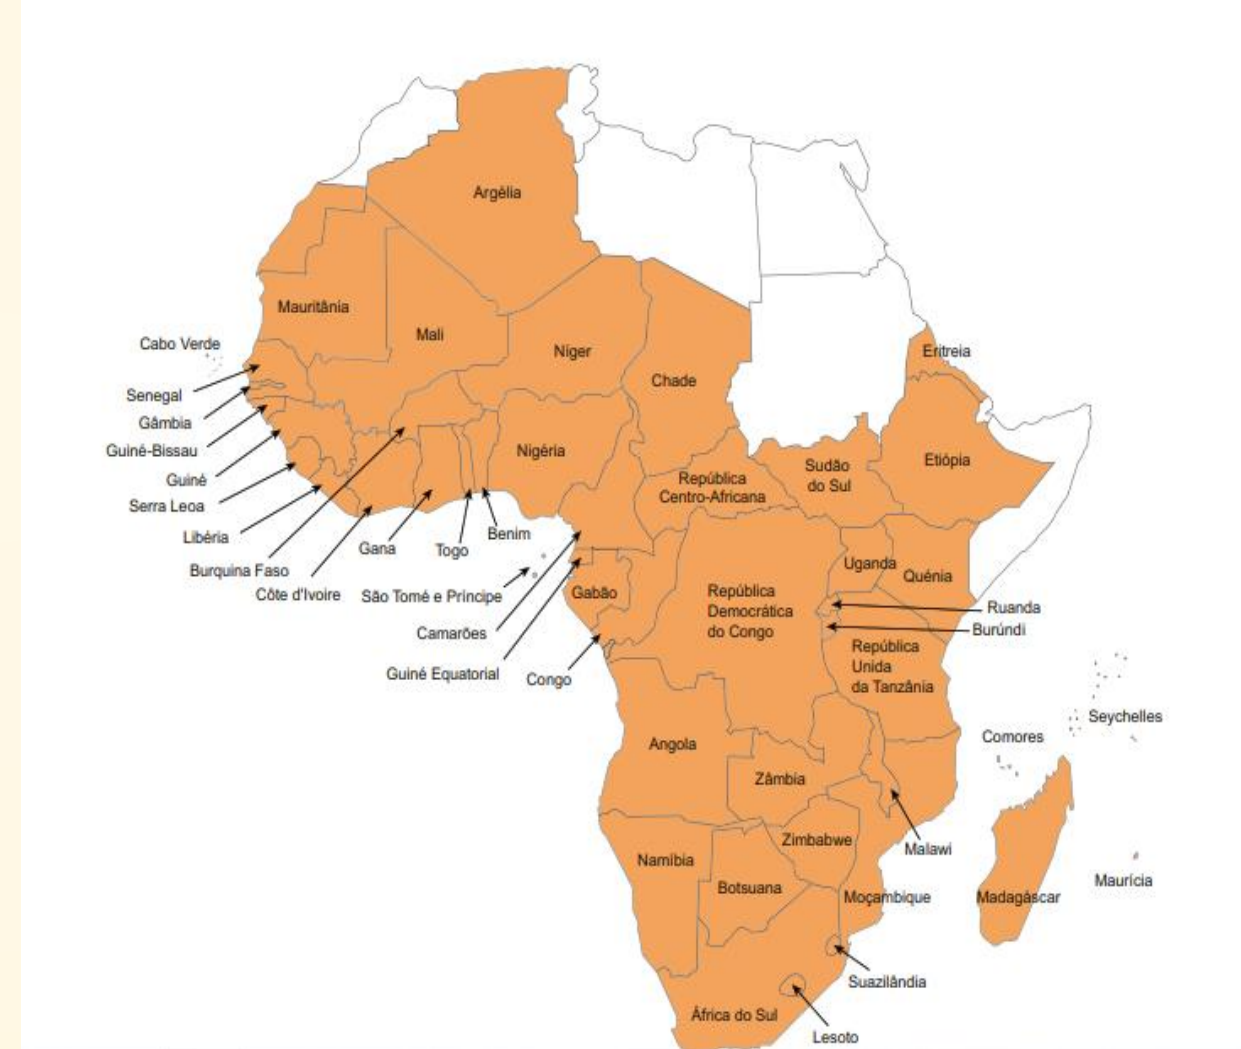 Argélia
Mauritânia
Mali
Níger
Chade
Eritreia
Cabo Verde
Senegal
Gâmbia
Guiné-Bissau
Guiné
Serra Leoa
Libéria
Burquina Faso
Côte d'Ivoire
Gana
Togo
Benim
Nigéria
República
Centro-Africana
Sudão
do Sul
Etiópia
São Tomé e Príncipe
Camarões
Guiné Equatorial
Congo
Gabão
República
Democrática
do Congo
Uganda
Quénia
Ruanda
Burúndi
República
Unida
da Tanzânia
Seychelles
Comores
Angola
Zâmbia
Malawi
Zimbabwe
Namíbia
Botsuana
Moçambique
Madagáscar
Maurícia
Suazilândia
África do Sul
Lesoto